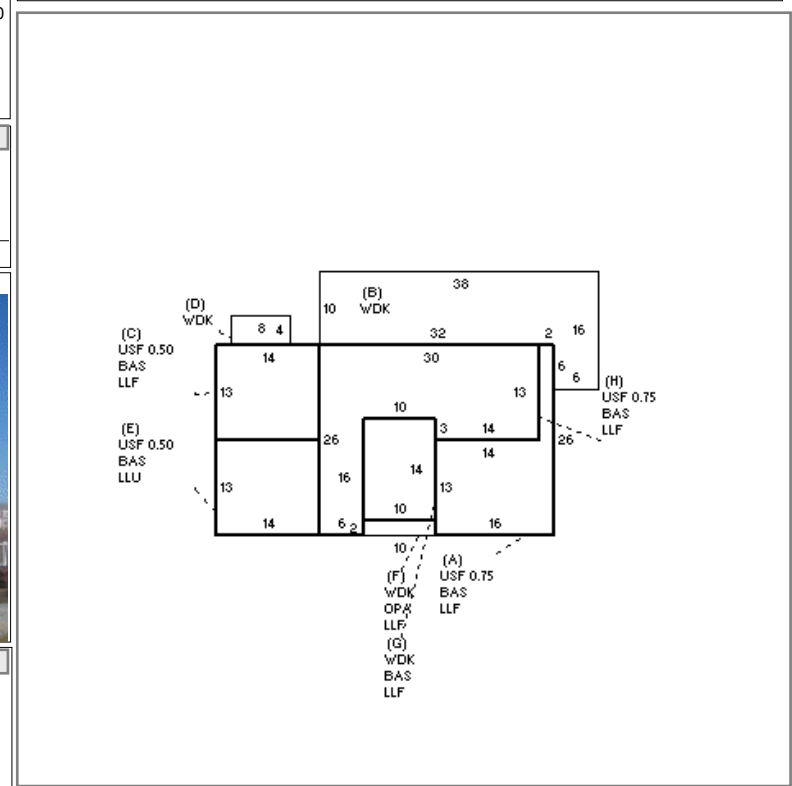 38
(B)
WDK
10
(D)
WDK
8 4
32
2
16
(C)
USF 0.50
BAS
LLF
14
30
6
6
(H)
USF 0.75
BAS
LLF
13
13
10
3
14
(E)
USF 0.50
BAS
LLU
26
14
26
16
14
13
13
10
14
6
2
16
10
(A)
USF 0.75
BAS
LLF
(F)
WDK
OPA
LLF
(G)
WDK
BAS
LLF